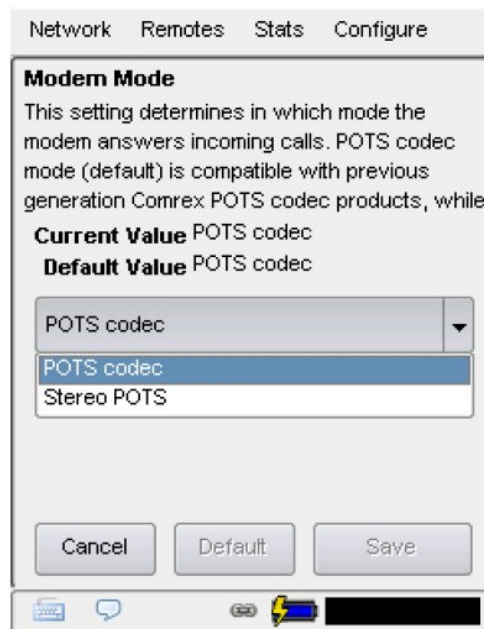 Network Remotes Stats Configure
Modem Mode
This setting determines in which mode the
modem answers incoming calls. POTS codec
mode (default) is compatible with previous
generation Comrex POTS codec products, while
Current Value POTS codec
Default Value POTS codec
POTS codec
POTS codec
Stereo POTS
Cancel Default Save